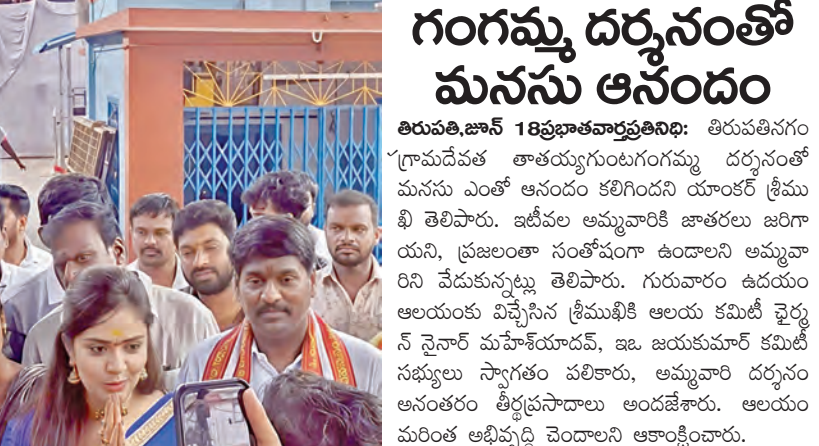 గంగమ్మ దర్శనంతో
మనసు ఆనందం
తిరుపతి,జూన్ 18ప్రభాతవార్తప్రతినిధి: తిరుపతినగం
గ్రామదేవత తాతయ్యగుంటగంగమ్మ దర్శనంతో
మనసు ఎంతో ఆనందం కలిగిందని యాంకర్ శ్రీము
ఖి తెలిపారు. ఇటీవల అమ్మవారికి జాతరలు జరిగా
యని, ప్రజలంతా సంతోషంగా ఉండాలని అమ్మవా
రిని వేడుకున్నట్లు తెలిపారు. గురువారం ఉదయం
ఆలయంకు విచ్చేసిన శ్రీముఖికి ఆలయ కమిటీ ఛైర్మ
న్ నైనార్ మహేశ్‌యాదవ్, ఇఒ జయకుమార్ కమిటీ
సభ్యులు స్వాగతం పలికారు, అమ్మవారి దర్శనం
అనంతరం తీర్థప్రసాదాలు అందజేశారు. ఆలయం
మరింత అభివృద్ధి చెందాలని ఆకాంక్షించారు.